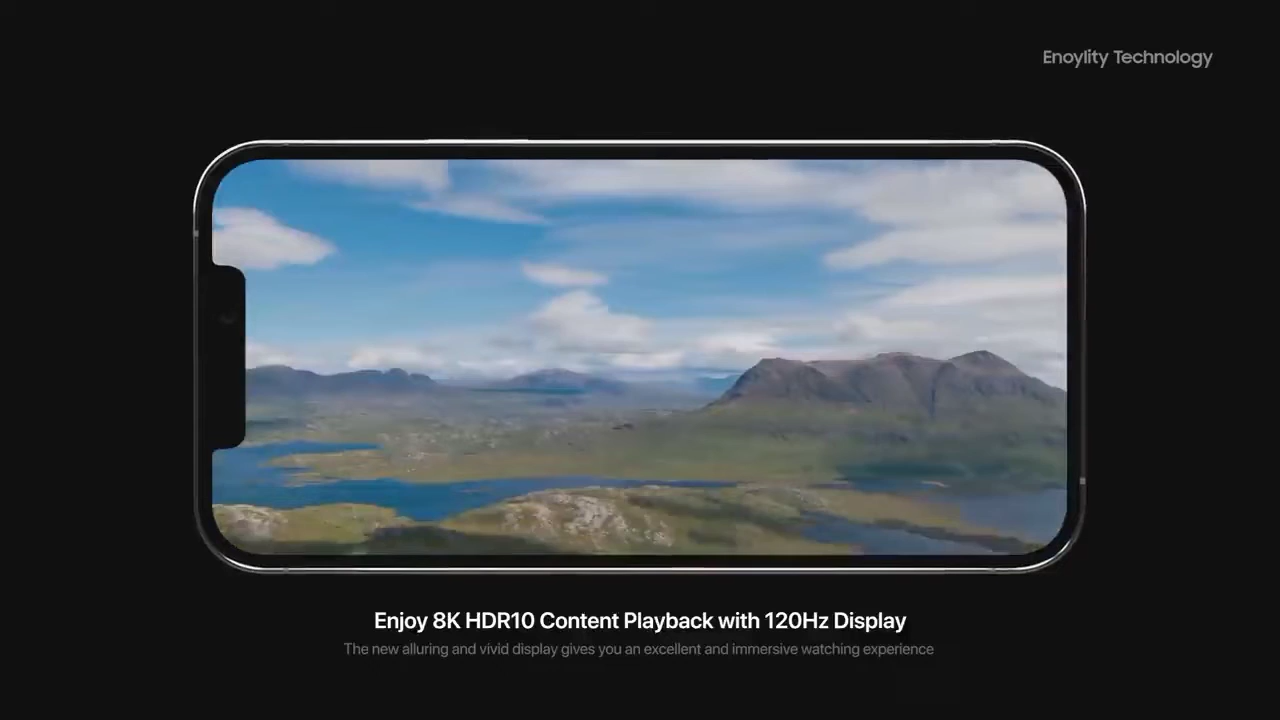 Enoylity Technology
Enjoy 8K HDR10 Content Playback with 120Hz Display
The new alluring and vivid display gives you an excellent and immersive watching experience